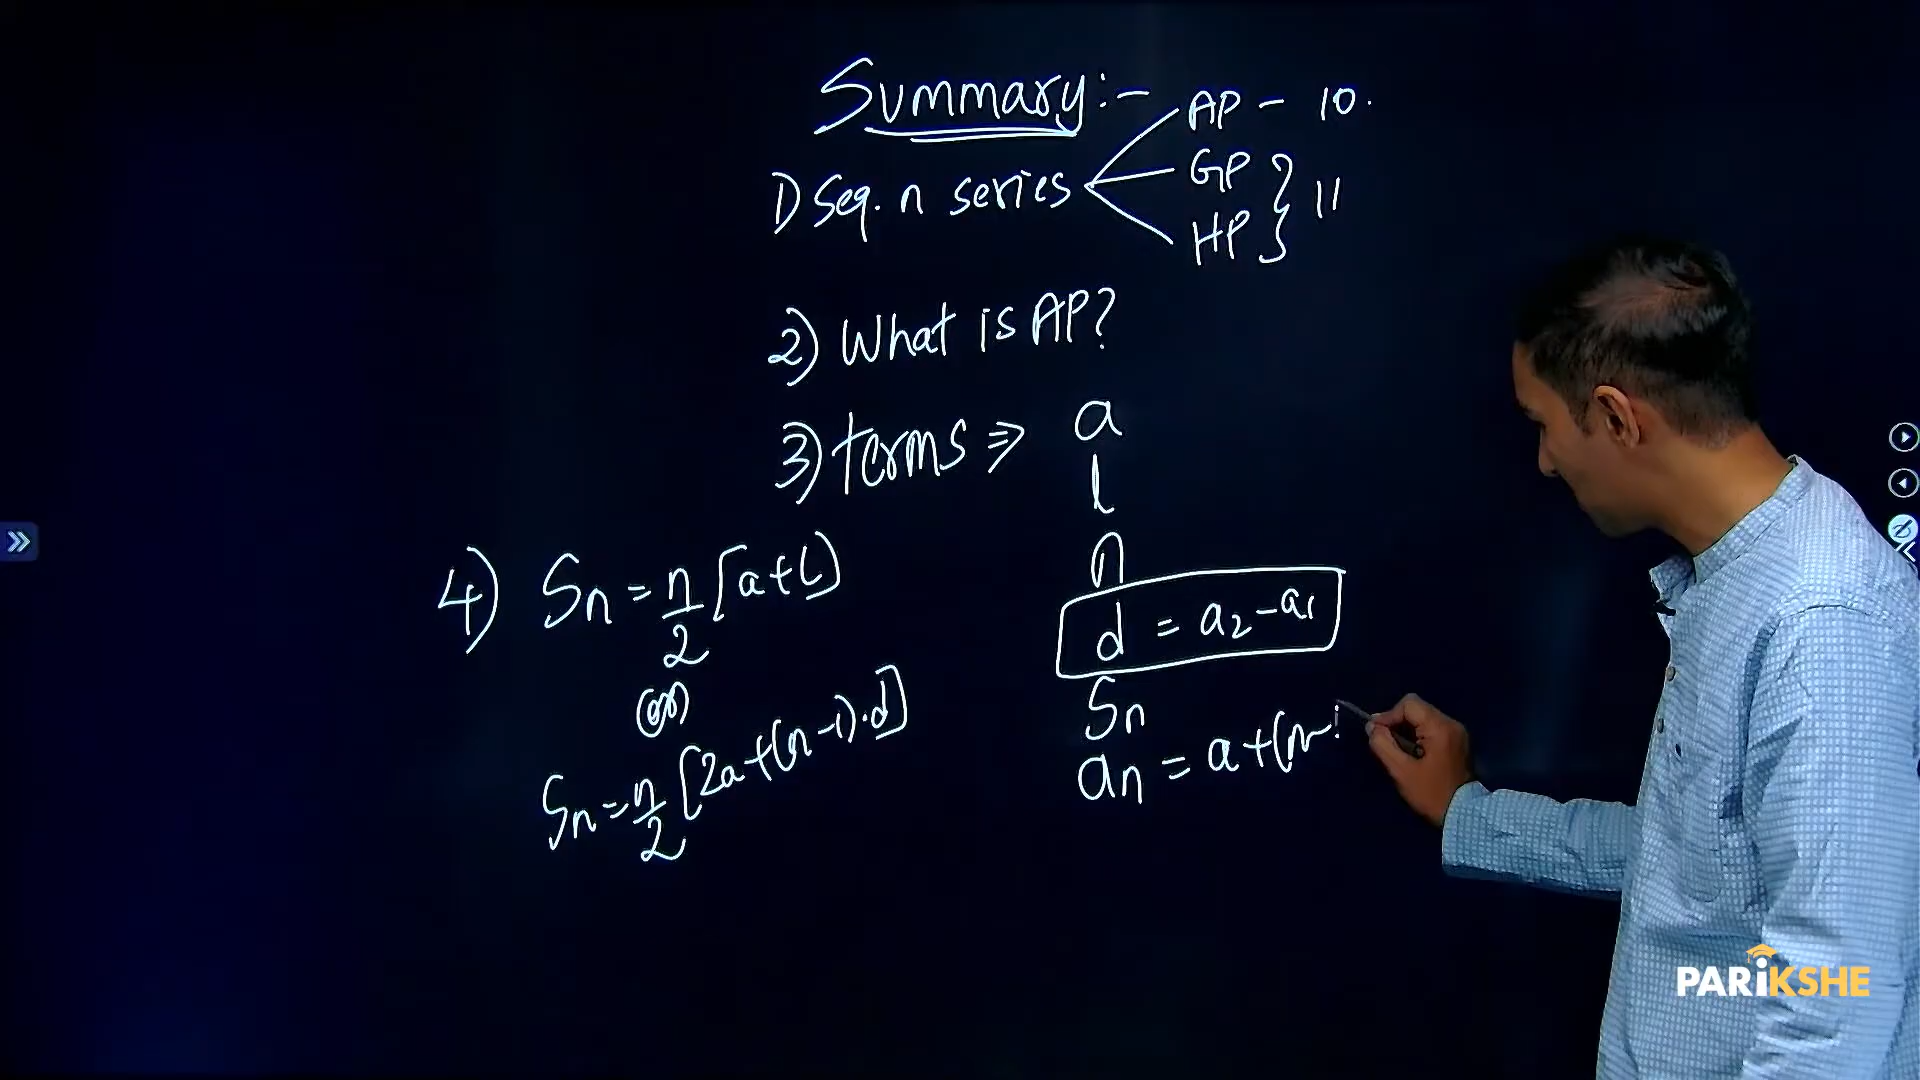 Summary:-
AP - 10.
1) Seq. n series
GP
HP
} 11
2) What is AP?
3) terms => a
l
n
d = a2 - a1
Sn
an = a + (n-
4) Sn = n/2 [a+l]
(or)
Sn = n/2 [2a+(n-1).d]
PARIKSHE